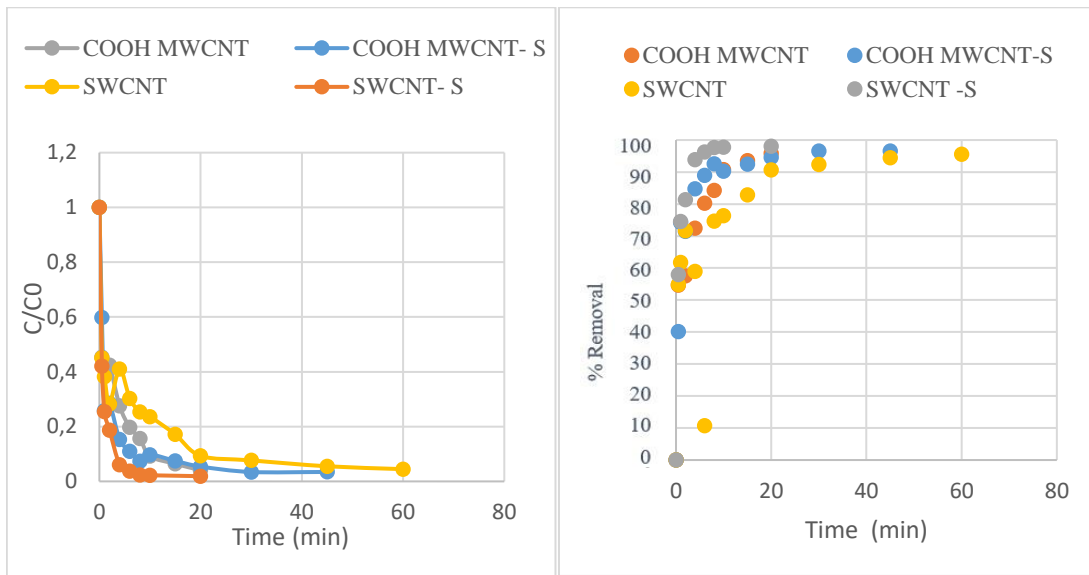 COOH MWCNT COOH MWCNT- S
SWCNT SWCNT- S
1,2
1
0,8
0,6
0,4
0,2
0
C/C0
0 20 40 60 80
Time (min)
COOH MWCNT COOH MWCNT-S
SWCNT SWCNT -S
100
90
80
70
60
50
40
30
20
10
0
% Removal
0 20 40 60 80
Time (min)